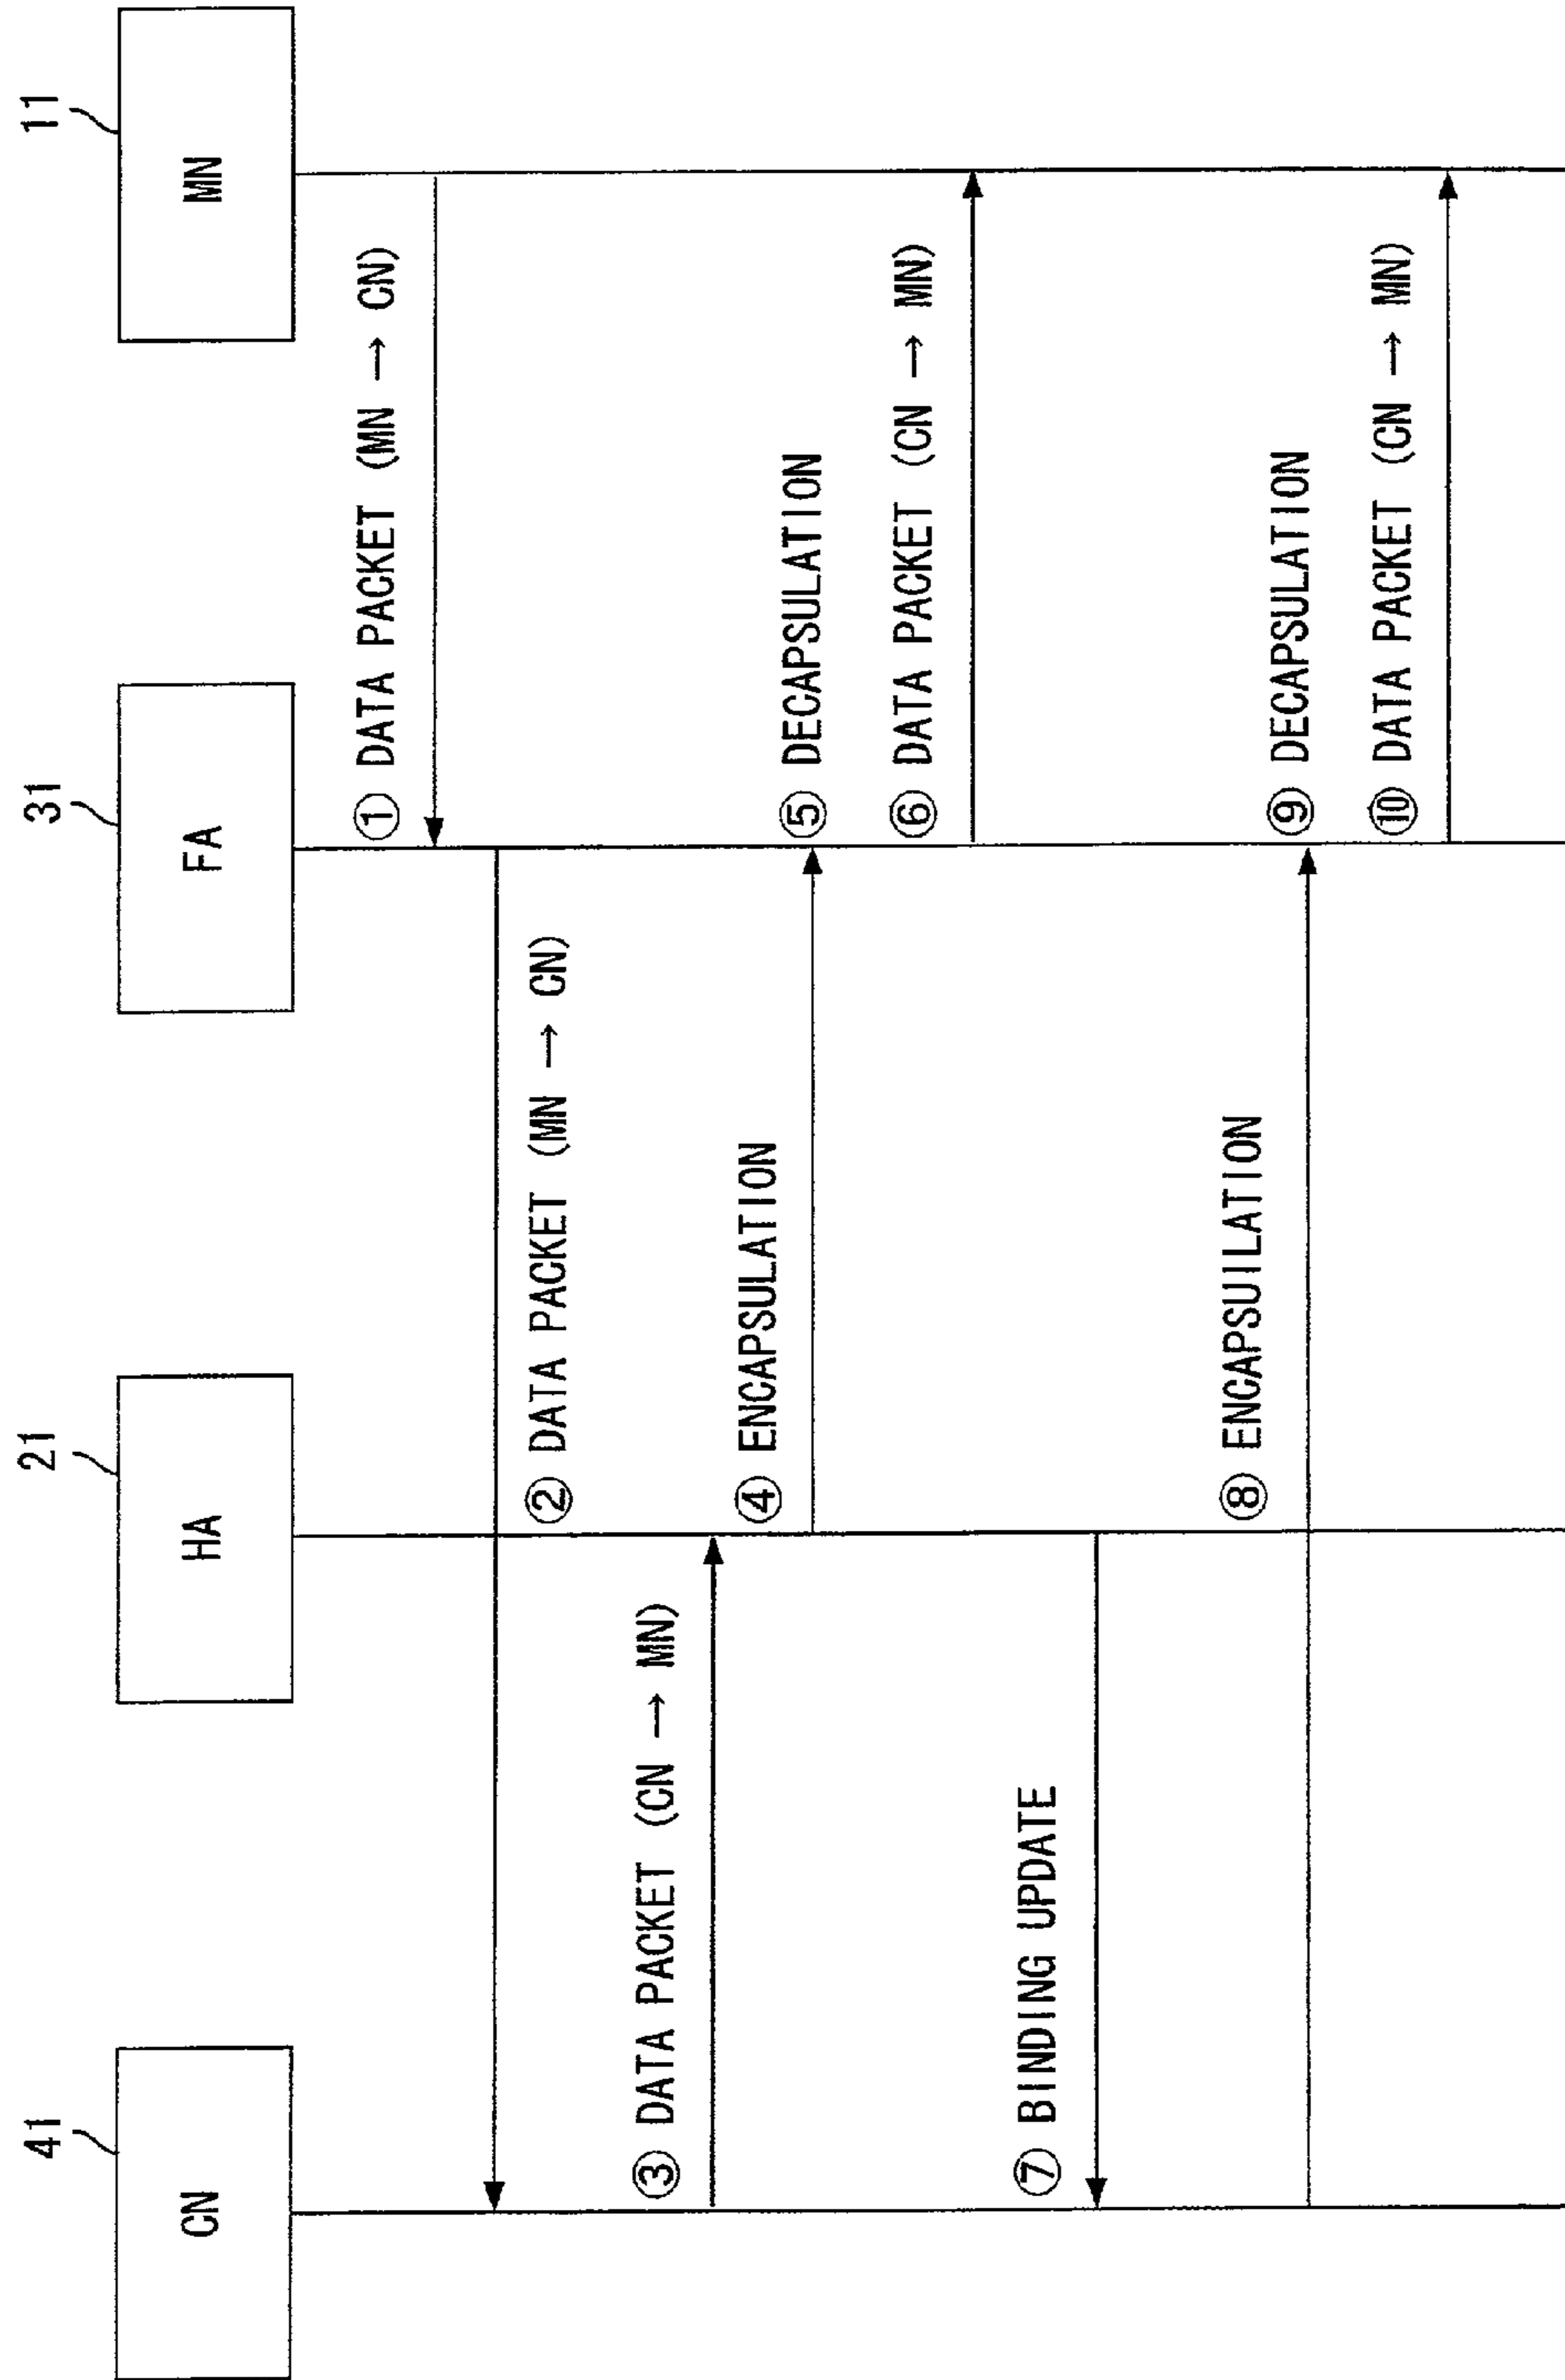 41
21
31
11
CN
HA
FA
MN
① DATA PACKET (MN → CN)
② DATA PACKET (MN → CN)
③ DATA PACKET (CN → MN)
④ ENCAPSULATION
⑤ DECAPSULATION
⑥ DATA PACKET (CN → MN)
⑦ BINDING UPDATE
⑧ ENCAPSUILATION
⑨ DECAPSULATION
⑩ DATA PACKET (CN → MN)